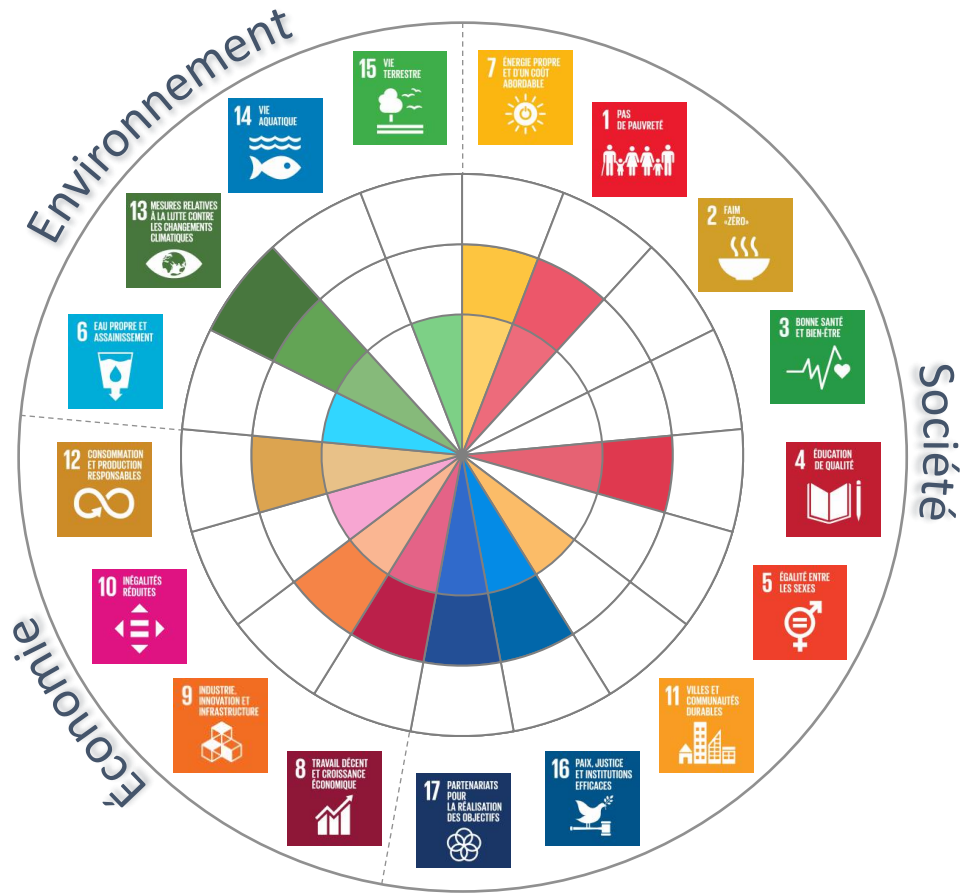 Environnement
15 VIE
TERRESTRE
7 ÉNERGIE PROPRE
ET D'UN COÛT
ABORDABLE
14 VIE
AQUATIQUE
1 PAS
DE PAUVRETÉ
13 MESURES RELATIVES
À LA LUTTE CONTRE
LES CHANGEMENTS
CLIMATIQUES
2 FAIM
«ZÉRO»
6 EAU PROPRE ET
ASSAINISSEMENT
3 BONNE SANTÉ
ET BIEN-ÊTRE
Société
12 CONSOMMATION
ET PRODUCTION
RESPONSABLES
4 ÉDUCATION
DE QUALITÉ
10 INÉGALITÉS
RÉDUITES
5 ÉGALITÉ ENTRE
LES SEXES
Économie
9 INDUSTRIE,
INNOVATION ET
INFRASTRUCTURE
11 VILLES ET
COMMUNAUTÉS
DURABLES
8 TRAVAIL DÉCENT
ET CROISSANCE
ÉCONOMIQUE
17 PARTENARIATS
POUR
LA RÉALISATION
DES OBJECTIFS
16 PAIX, JUSTICE
ET INSTITUTIONS
EFFICACES